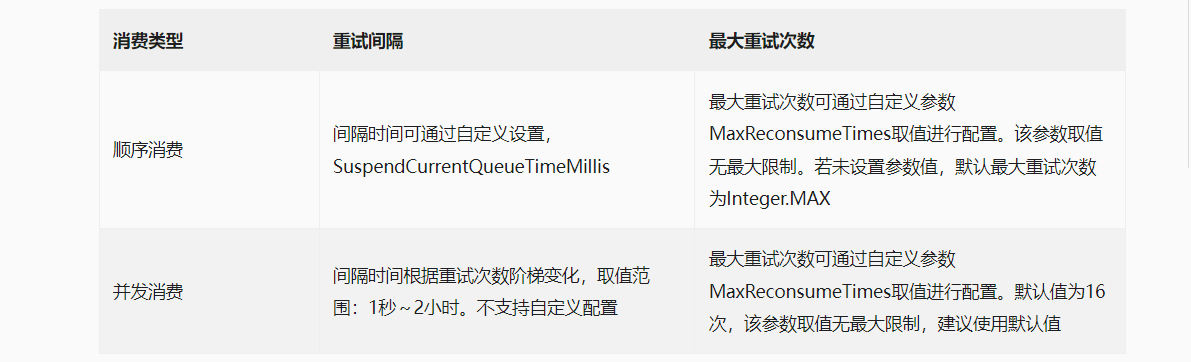 消费类型
重试间隔
最大重试次数
顺序消费
间隔时间可通过自定义设置，
SuspendCurrentQueueTimeMillis
最大重试次数可通过自定义参数
MaxReconsumeTimes取值进行配置。该参数取值
无最大限制。若未设置参数值，默认最大重试次数
为Integer.MAX
并发消费
间隔时间根据重试次数阶梯变化，取值范
围：1秒～2小时。不支持自定义配置
最大重试次数可通过自定义参数
MaxReconsumeTimes取值进行配置。默认值为16
次，该参数取值无最大限制，建议使用默认值